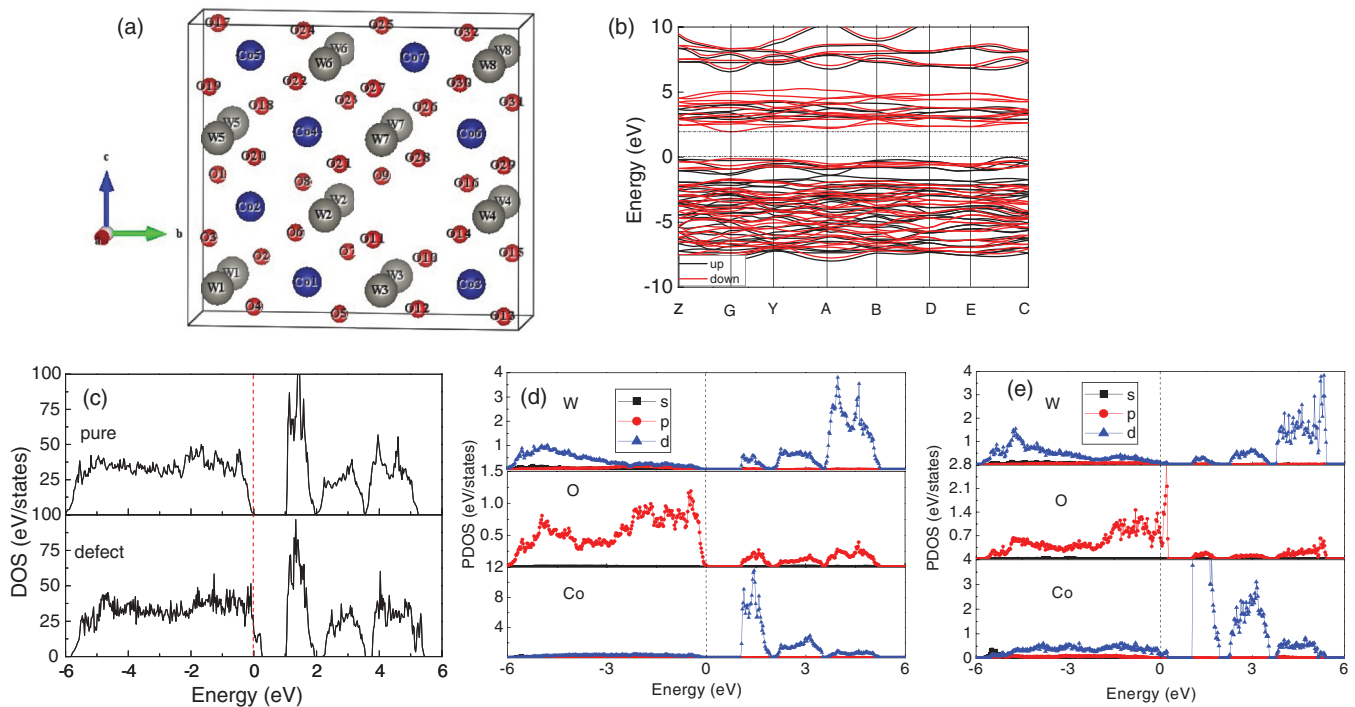 (a)
O17
O24
O25
O32
Co5
W6
W6
Co7
W8
W8
O19
O22
O27
O30
O18
O23
O26
O31
W5
W5
Co4
W7
W7
Co6
O20
O21
O28
O29
O1
O8
O9
O16
Co2
W2
W2
W4
W4
O3
O6
O11
O14
O2
O10
O15
W1
W1
Co1
W3
W3
Co3
O4
O5
O12
O13
c
b
(b)
10
5
0
-5
-10
Energy (eV)
up
down
Z G Y A B D E C
(c)
pure
defect
100
75
50
25
100
75
50
25
0
DOS (eV/states)
-6 -4 -2 0 2 4 6
Energy (eV)
(d)
W
s
p
d
O
Co
4
3
2
1
1.5
1.0
0.5
12
8
4
PDOS (eV/states)
-6 -3 0 3 6
Energy (eV)
(e)
W
s
p
d
O
Co
4
3
2
1
2.8
2.1
1.4
0.7
4
3
2
1
0
PDOS (eV/states)
-6 -3 0 3 6
Energy (eV)